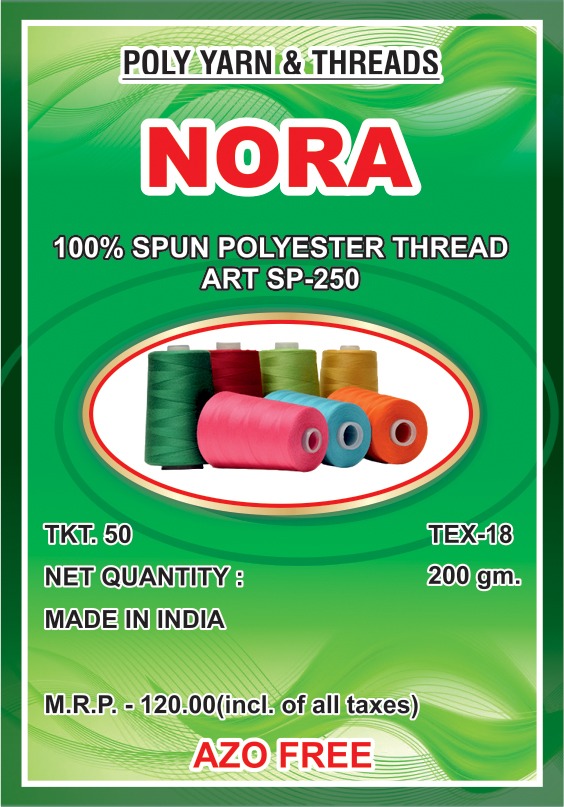 POLY YARN & THREADS
NORA
100% SPUN POLYESTER THREAD
ART SP-250
TKT. 50 TEX-18
NET QUANTITY : 200 gm.
MADE IN INDIA
M.R.P. - 120.00(incl. of all taxes)
AZO FREE